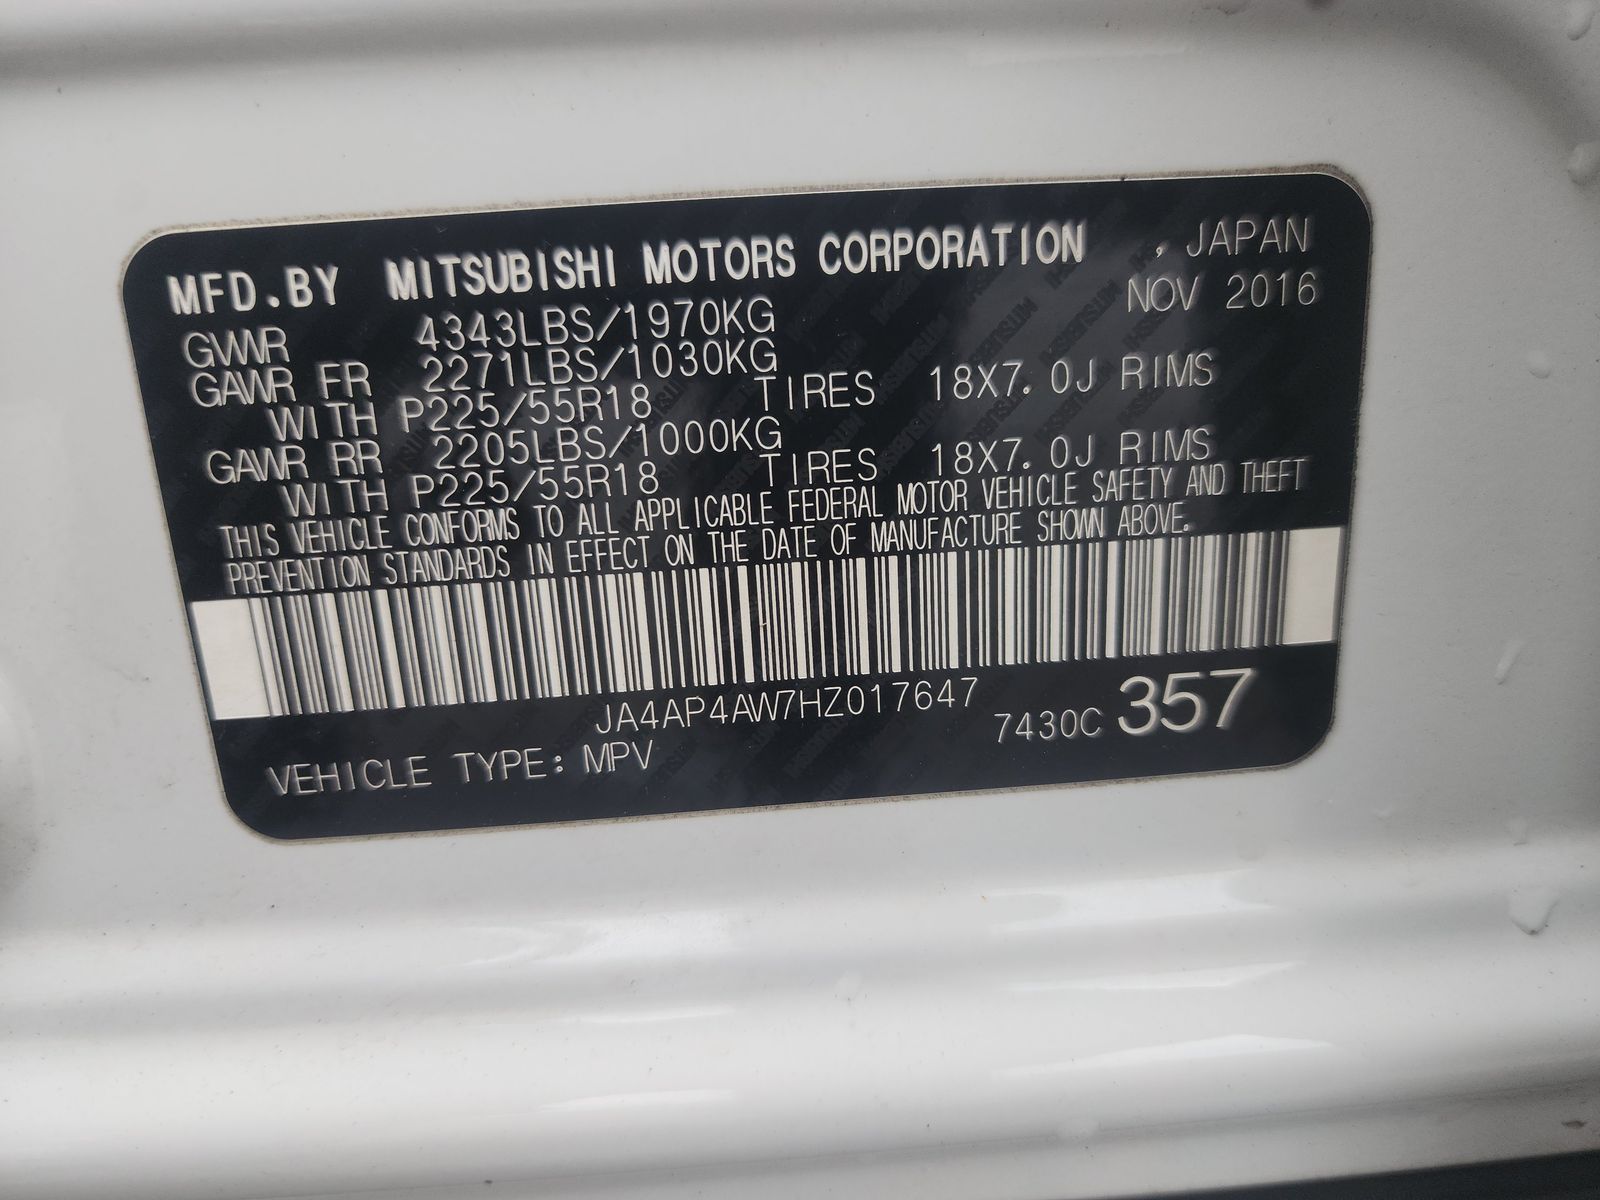 MFD.BY MITSUBISHI MOTORS CORPORATION , JAPAN
NOV 2016
GVWR 4343LBS/1970KG
GAWR FR 2271LBS/1030KG
WITH P225/55R18 TIRES 18X7.0J RIMS
GAWR RR 2205LBS/1000KG
WITH P225/55R18 TIRES 18X7.0J RIMS
THIS VEHICLE CONFORMS TO ALL APPLICABLE FEDERAL MOTOR VEHICLE SAFETY AND THEFT
PREVENTION STANDARDS IN EFFECT ON THE DATE OF MANUFACTURE SHOWN ABOVE.
JA4AP4AW7HZ017647
7430C 357
VEHICLE TYPE: MPV